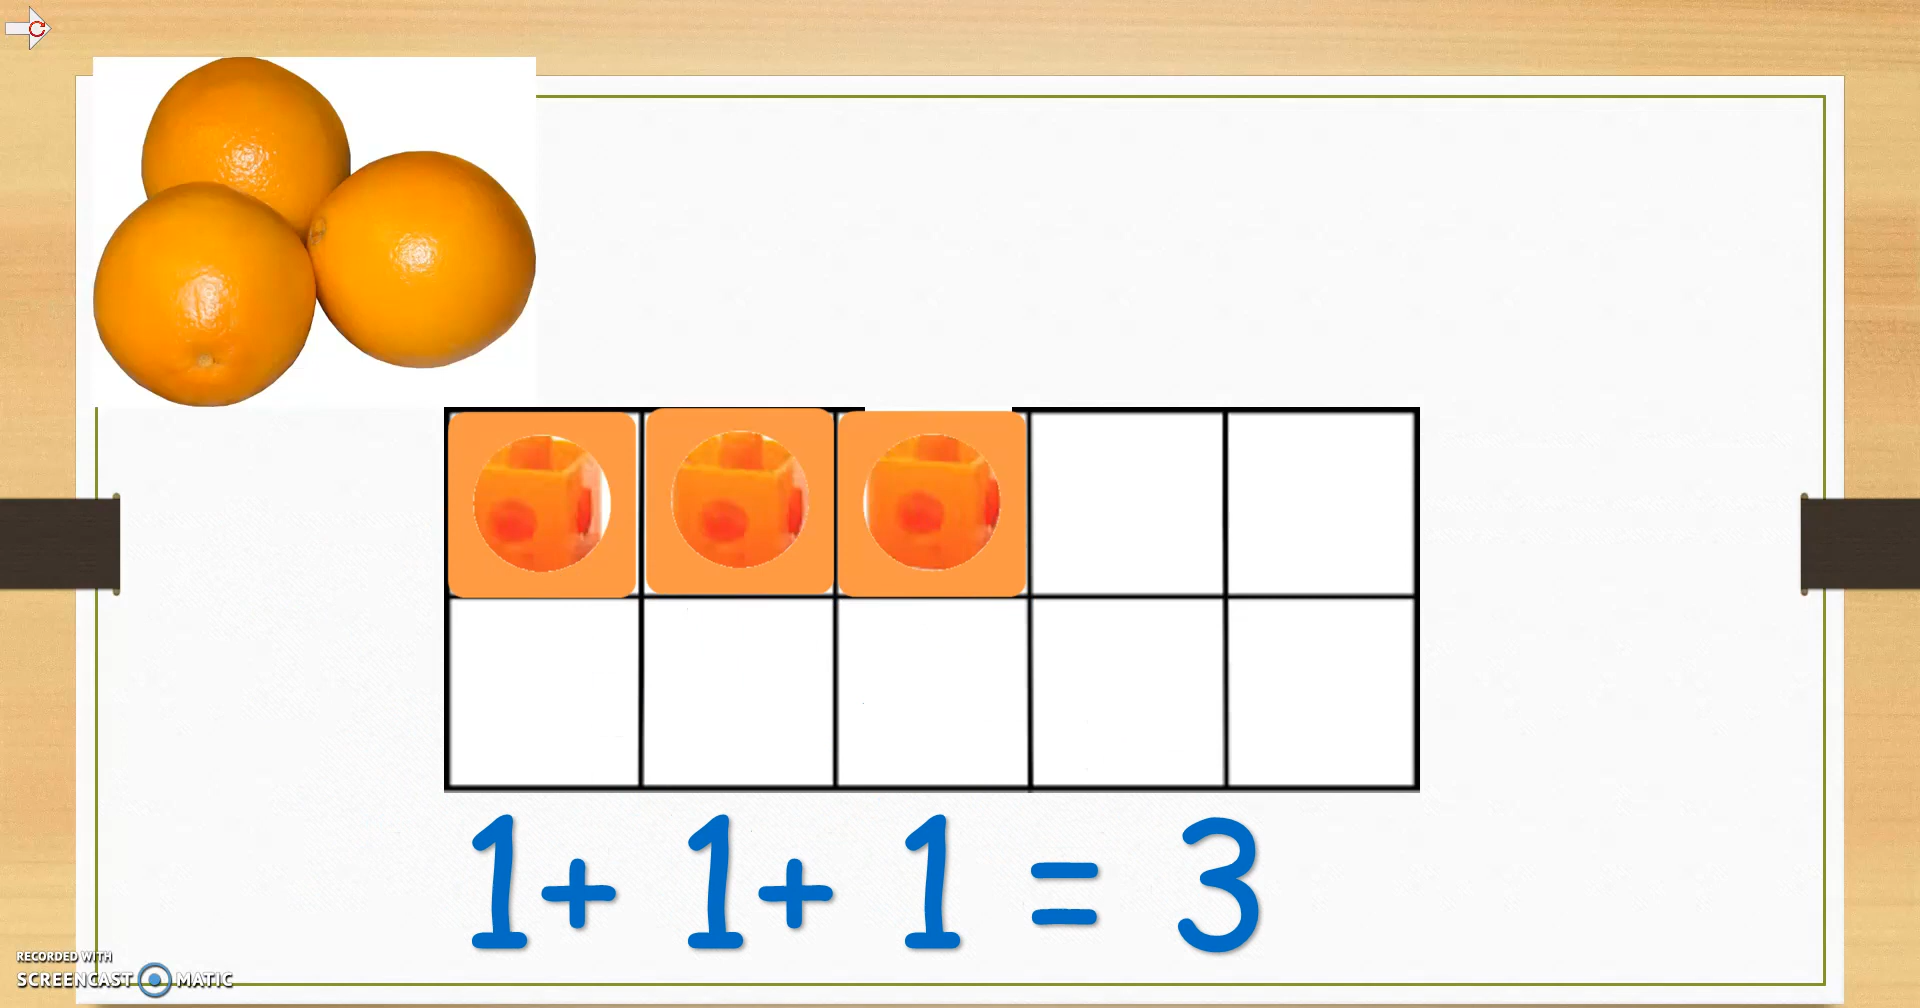 1+ 1+ 1 = 3
RECORDED WITH
SCREENCAST MATIC